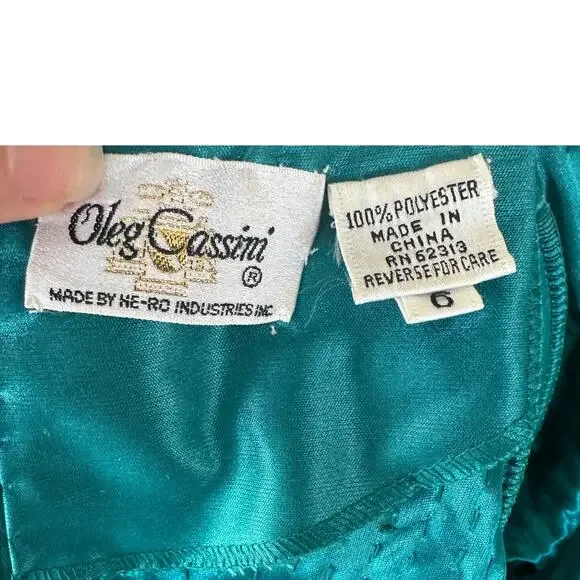 Oleg Cassini ®
MADE BY HE-RO INDUSTRIES INC
100% POLYESTER
MADE IN
CHINA
RN 62313
REVERSE FOR CARE
6